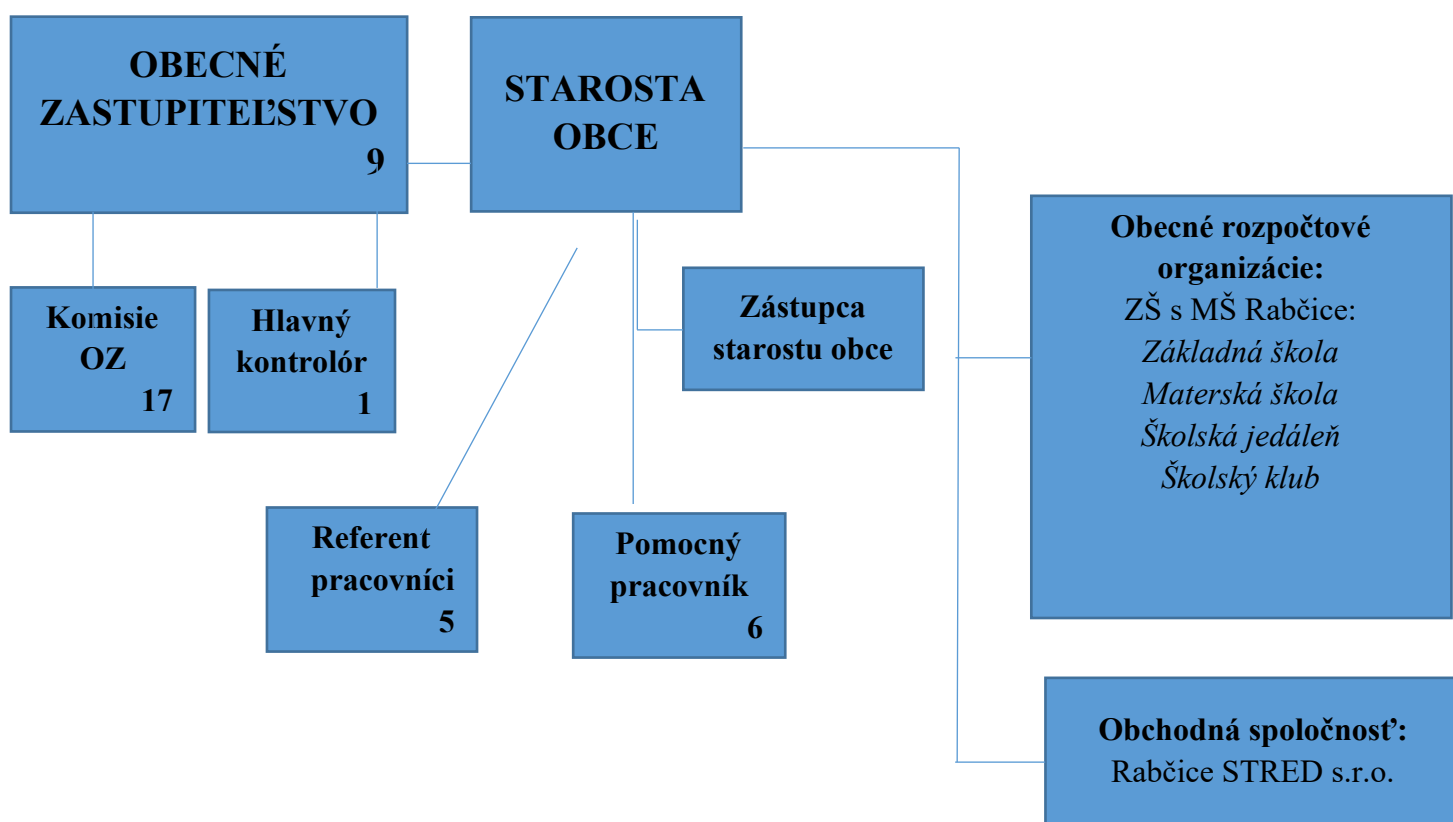 OBECNÉ
ZASTUPITEĽSTVO
9
STAROSTA
OBCE
Komisie
OZ
17
Hlavný
kontrolór
1
Zástupca
starostu obce
Referent
pracovníci
5
Pomocný
pracovník
6
Obecné rozpočtové
organizácie:
ZŠ s MŠ Rabčice:
Základná škola
Materská škola
Školská jedáleň
Školský klub
Obchodná spoločnosť:
Rabčice STRED s.r.o.